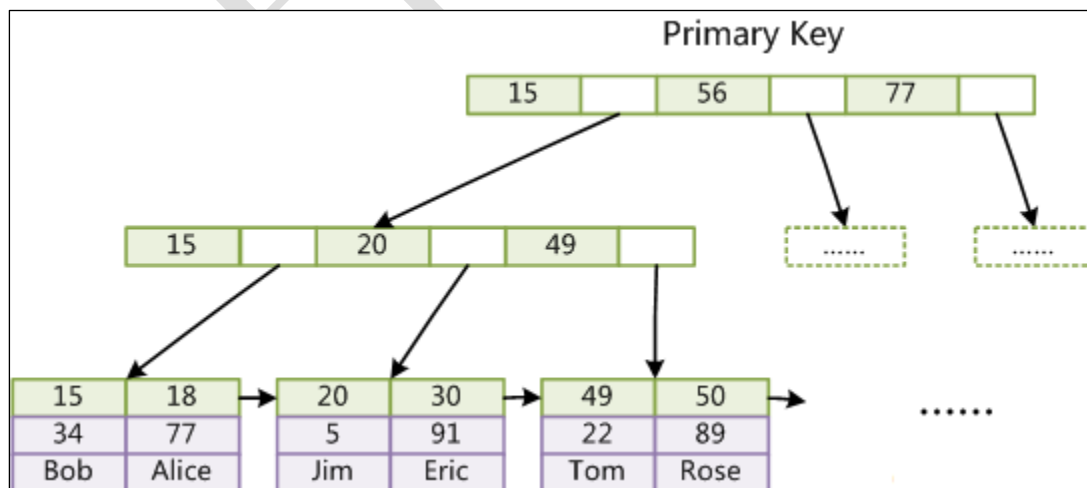 Primary Key
15 56 77
15 20 49
...... ......
15 18 20 30 49 50
34 77 5 91 22 89
Bob Alice Jim Eric Tom Rose
......